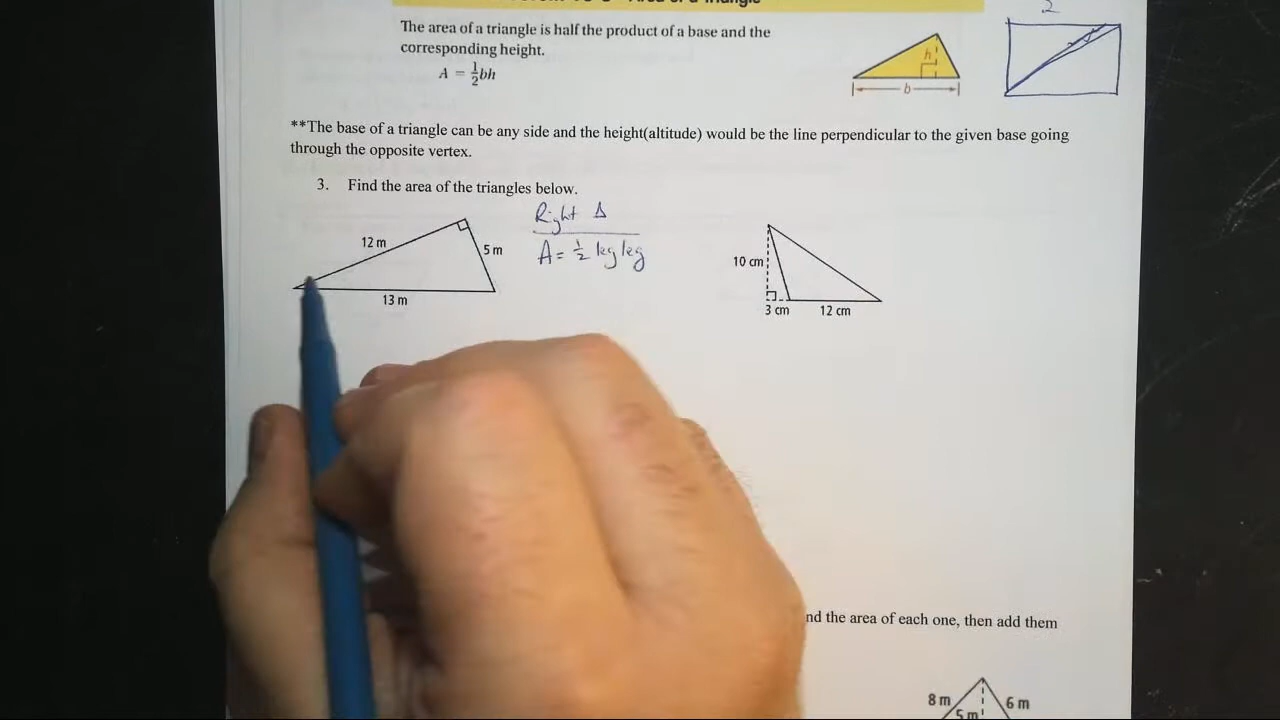 The area of a triangle is half the product of a base and the
corresponding height.
A = ½bh
h
b
2
**The base of a triangle can be any side and the height(altitude) would be the line perpendicular to the given base going
through the opposite vertex.
3. Find the area of the triangles below.
Right Δ
A = ½ leg leg
12 m
5 m
13 m
10 cm
3 cm
12 cm
nd the area of each one, then add them
8 m
6 m
5 m